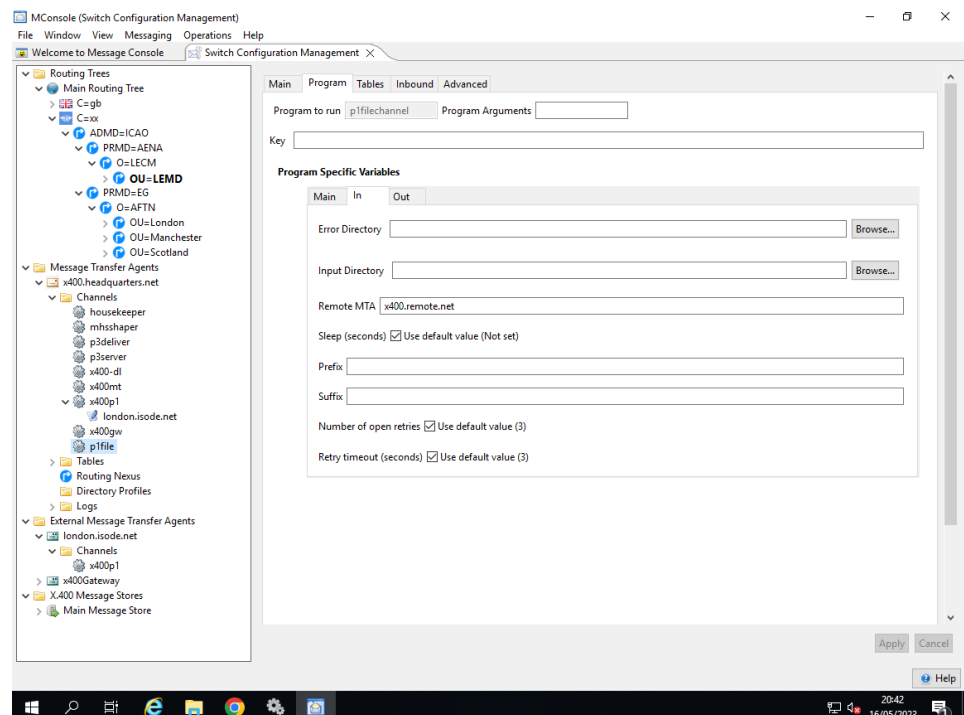 MConsole (Switch Configuration Management)
File Window View Messaging Operations Help
Welcome to Message Console
Switch Configuration Management
Routing Trees
Main Routing Tree
C=gb
C=xx
ADMD=ICAO
PRMD=AENA
O=LECM
OU=LEMD
PRMD=EG
O=AFTN
OU=London
OU=Manchester
OU=Scotland
Message Transfer Agents
x400.headquarters.net
Channels
housekeeper
mhsshaper
p3deliver
p3server
x400-dl
x400mt
x400p1
london.isode.net
x400gw
p1file
Tables
Routing Nexus
Directory Profiles
Logs
External Message Transfer Agents
london.isode.net
Channels
x400p1
x400Gateway
X.400 Message Stores
Main Message Store
Main Program Tables Inbound Advanced
Program to run p1filechannel Program Arguments
Key
Program Specific Variables
Main In Out
Error Directory Browse...
Input Directory Browse...
Remote MTA x400.remote.net
Sleep (seconds) Use default value (Not set)
Prefix
Suffix
Number of open retries Use default value (3)
Retry timeout (seconds) Use default value (3)
Apply Cancel
Help
20:42